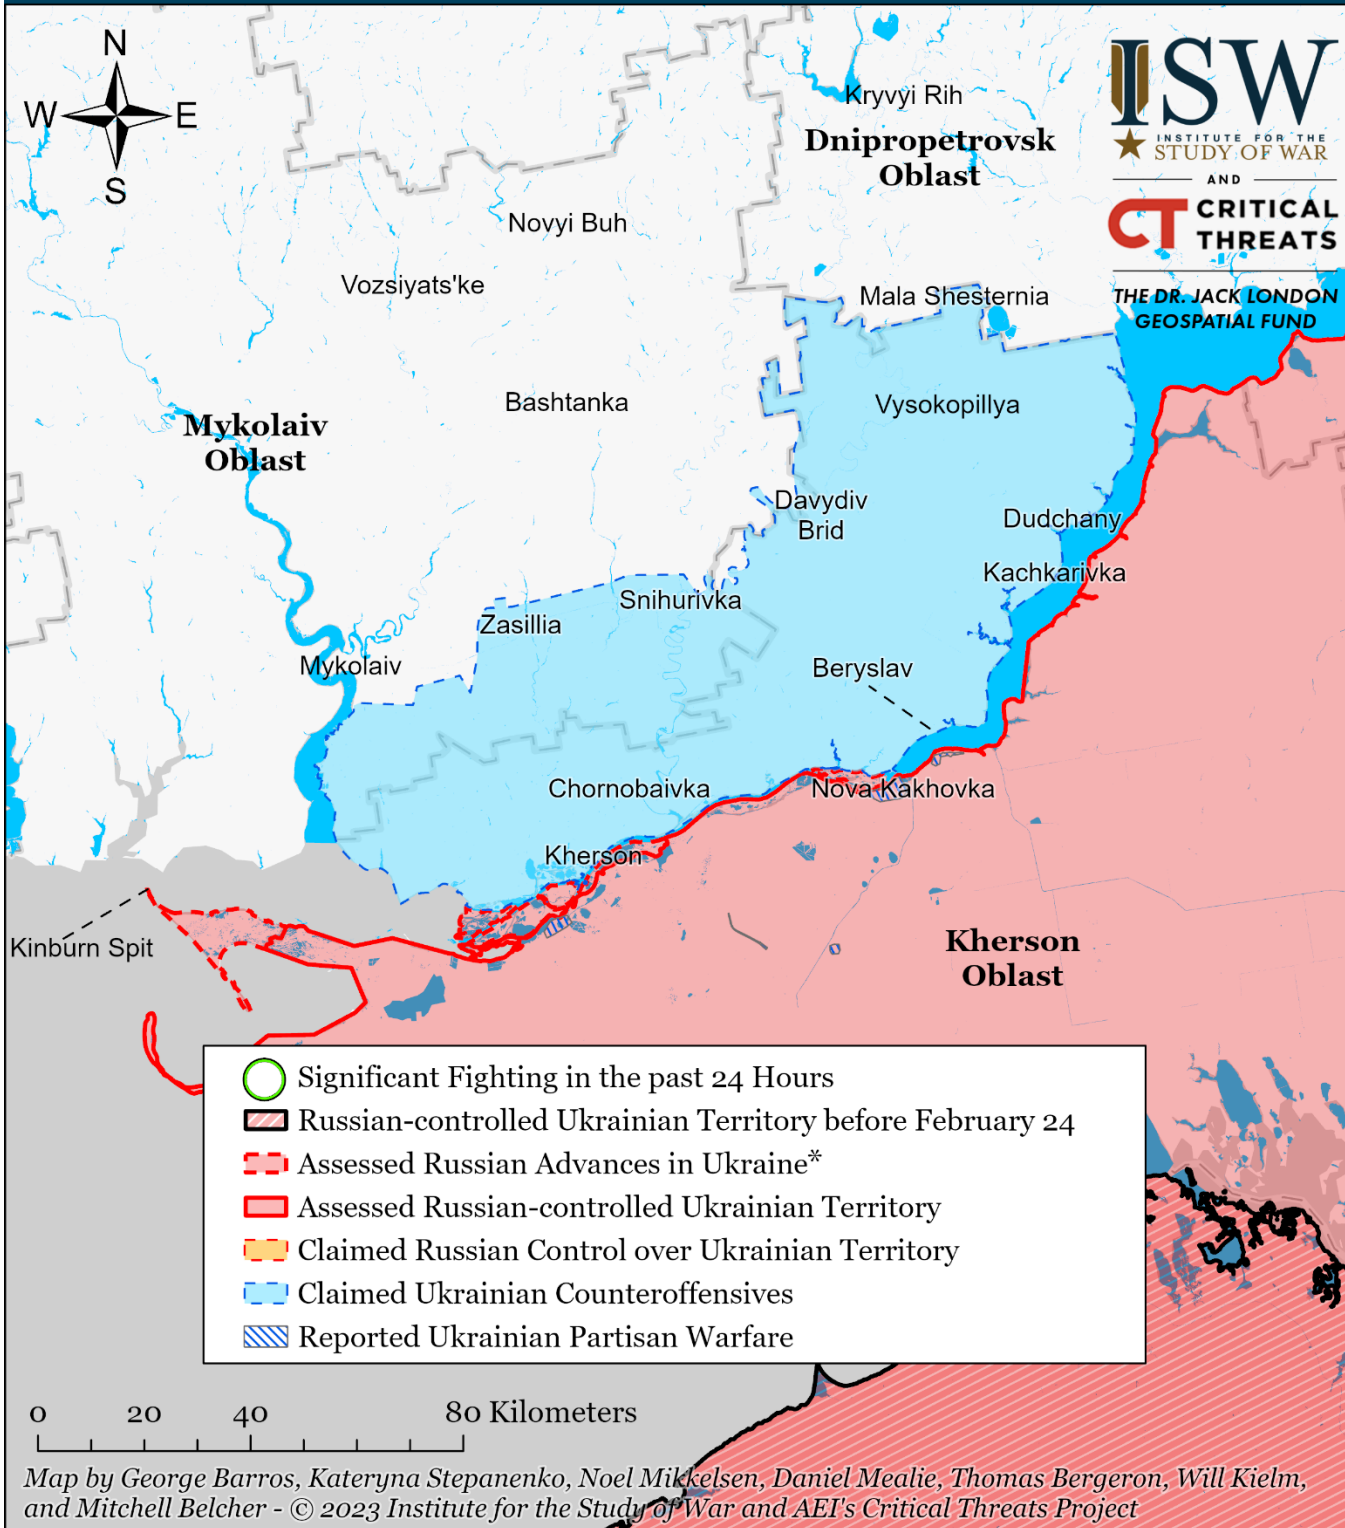 N
W
E
S
ISW
INSTITUTE FOR THE
STUDY OF WAR
AND
CT CRITICAL
THREATS
THE DR. JACK LONDON
GEOSPATIAL FUND
Kryvyi Rih
Dnipropetrovsk
Oblast
Novyi Buh
Vozsiyats'ke
Mala Shesternia
Bashtanka
Vysokopillya
Mykolaiv
Oblast
Davydiv
Brid
Dudchany
Kachkarivka
Snihurivka
Zasillia
Mykolaiv
Beryslav
Chornobaivka
Nova Kakhovka
Kherson
Kinburn Spit
Kherson
Oblast
Significant Fighting in the past 24 Hours
Russian-controlled Ukrainian Territory before February 24
Assessed Russian Advances in Ukraine*
Assessed Russian-controlled Ukrainian Territory
Claimed Russian Control over Ukrainian Territory
Claimed Ukrainian Counteroffensives
Reported Ukrainian Partisan Warfare
0 20 40 80 Kilometers
Map by George Barros, Kateryna Stepanenko, Noel Mikkelsen, Daniel Mealie, Thomas Bergeron, Will Kielm,
and Mitchell Belcher - © 2023 Institute for the Study of War and AEI's Critical Threats Project